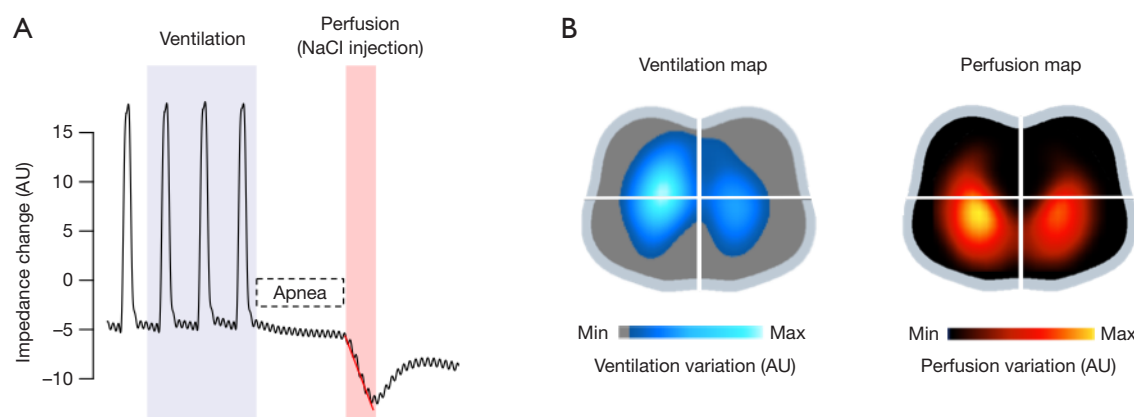 A
Ventilation
Perfusion
(NaCl injection)
Impedance change (AU)
15
10
5
0
−5
−10
Apnea
B
Ventilation map
Perfusion map
Min
Max
Ventilation variation (AU)
Min
Max
Perfusion variation (AU)